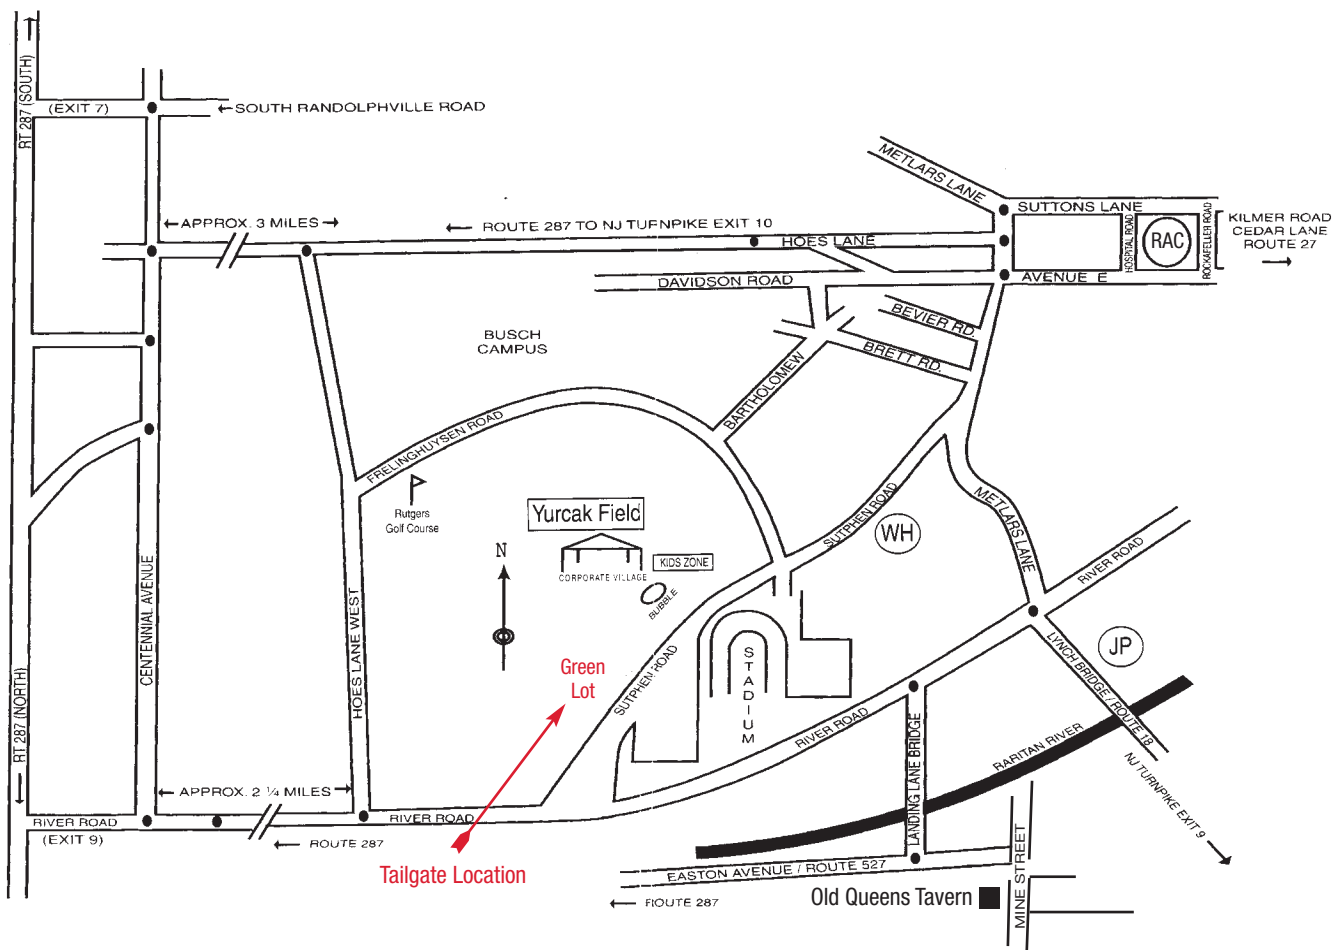 RT 287 (SOUTH)
(EXIT 7)
←SOUTH RANDOLPHVILLE ROAD
METLARS LANE
SUTTONS LANE
←APPROX. 3 MILES→
← ROUTE 287 TO NJ TURNPIKE EXIT 10
HOES LANE
HOSPITAL ROAD
RAC
ROCKAFELLER ROAD
KILMER ROAD
CEDAR LANE
ROUTE 27
→
DAVIDSON ROAD
AVENUE E
BEVIER RD.
BRETT RD.
BUSCH
CAMPUS
BARTHOLOMEW
FRELINGHUYSEN ROAD
Rutgers
Golf Course
Yurcak Field
CORPORATE VILLAGE
KIDS ZONE
BUBBLE
N
SUTPHEN ROAD
WH
METLARS LANE
RIVER ROAD
CENTENNIAL AVENUE
HOES LANE WEST
Green
Lot
SUTPHEN ROAD
STADIUM
JP
LYNCH BRIDGE / ROUTE 18
RIVER ROAD
RARITAN RIVER
LANDING LANE BRIDGE
NJ TURNPIKE EXIT 9
RT 287 (NORTH)
←APPROX. 2 ¼ MILES→
RIVER ROAD
(EXIT 9)
RIVER ROAD
← ROUTE 287
Tailgate Location
EASTON AVENUE / ROUTE 527
← ROUTE 287
Old Queens Tavern
MINE STREET